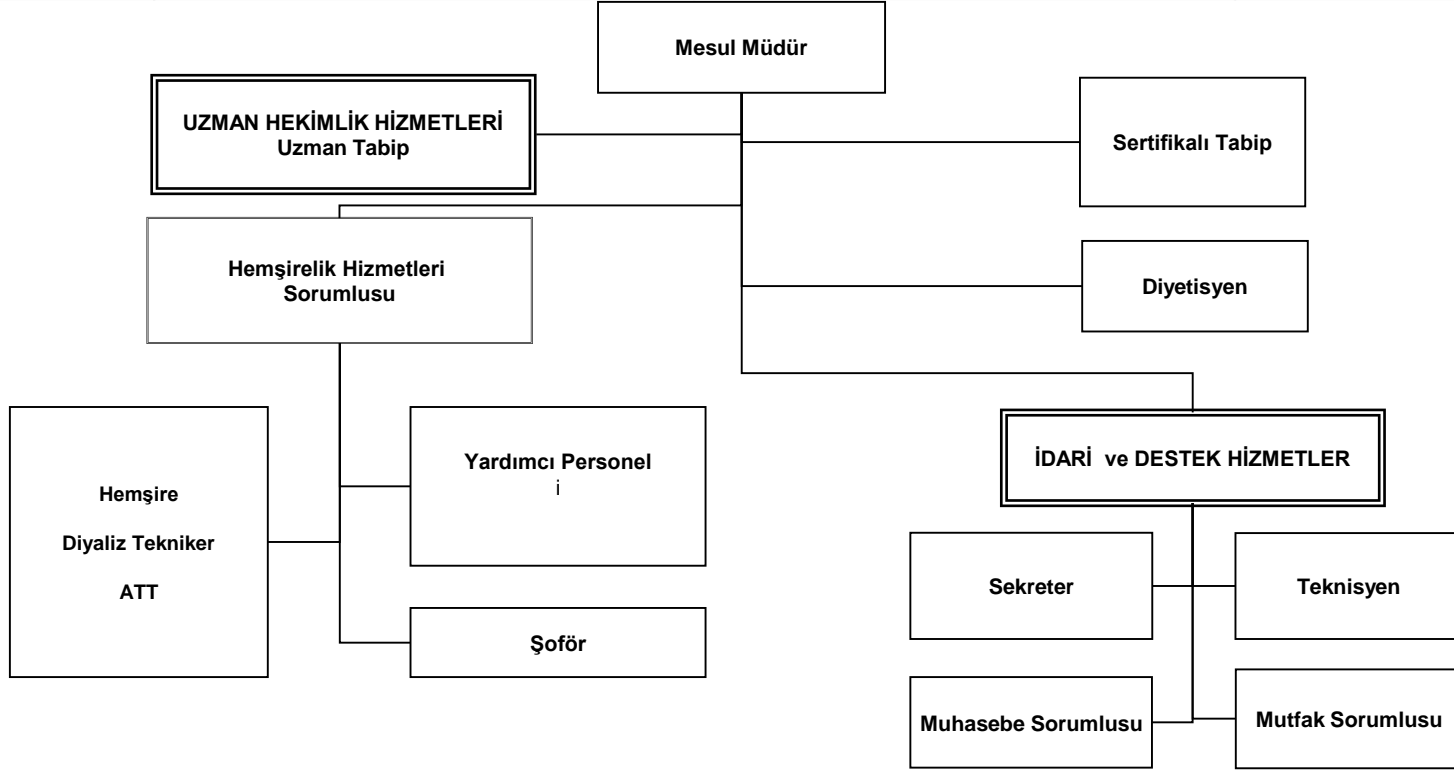 Mesul Müdür
UZMAN HEKİMLİK HİZMETLERİ
Uzman Tabip
Sertifikalı Tabip
Hemşirelik Hizmetleri
Sorumlusu
Diyetisyen
Hemşire
Diyaliz Tekniker
ATT
Yardımcı Personel
i
Şoför
İDARİ ve DESTEK HİZMETLER
Sekreter
Teknisyen
Muhasebe Sorumlusu
Mutfak Sorumlusu